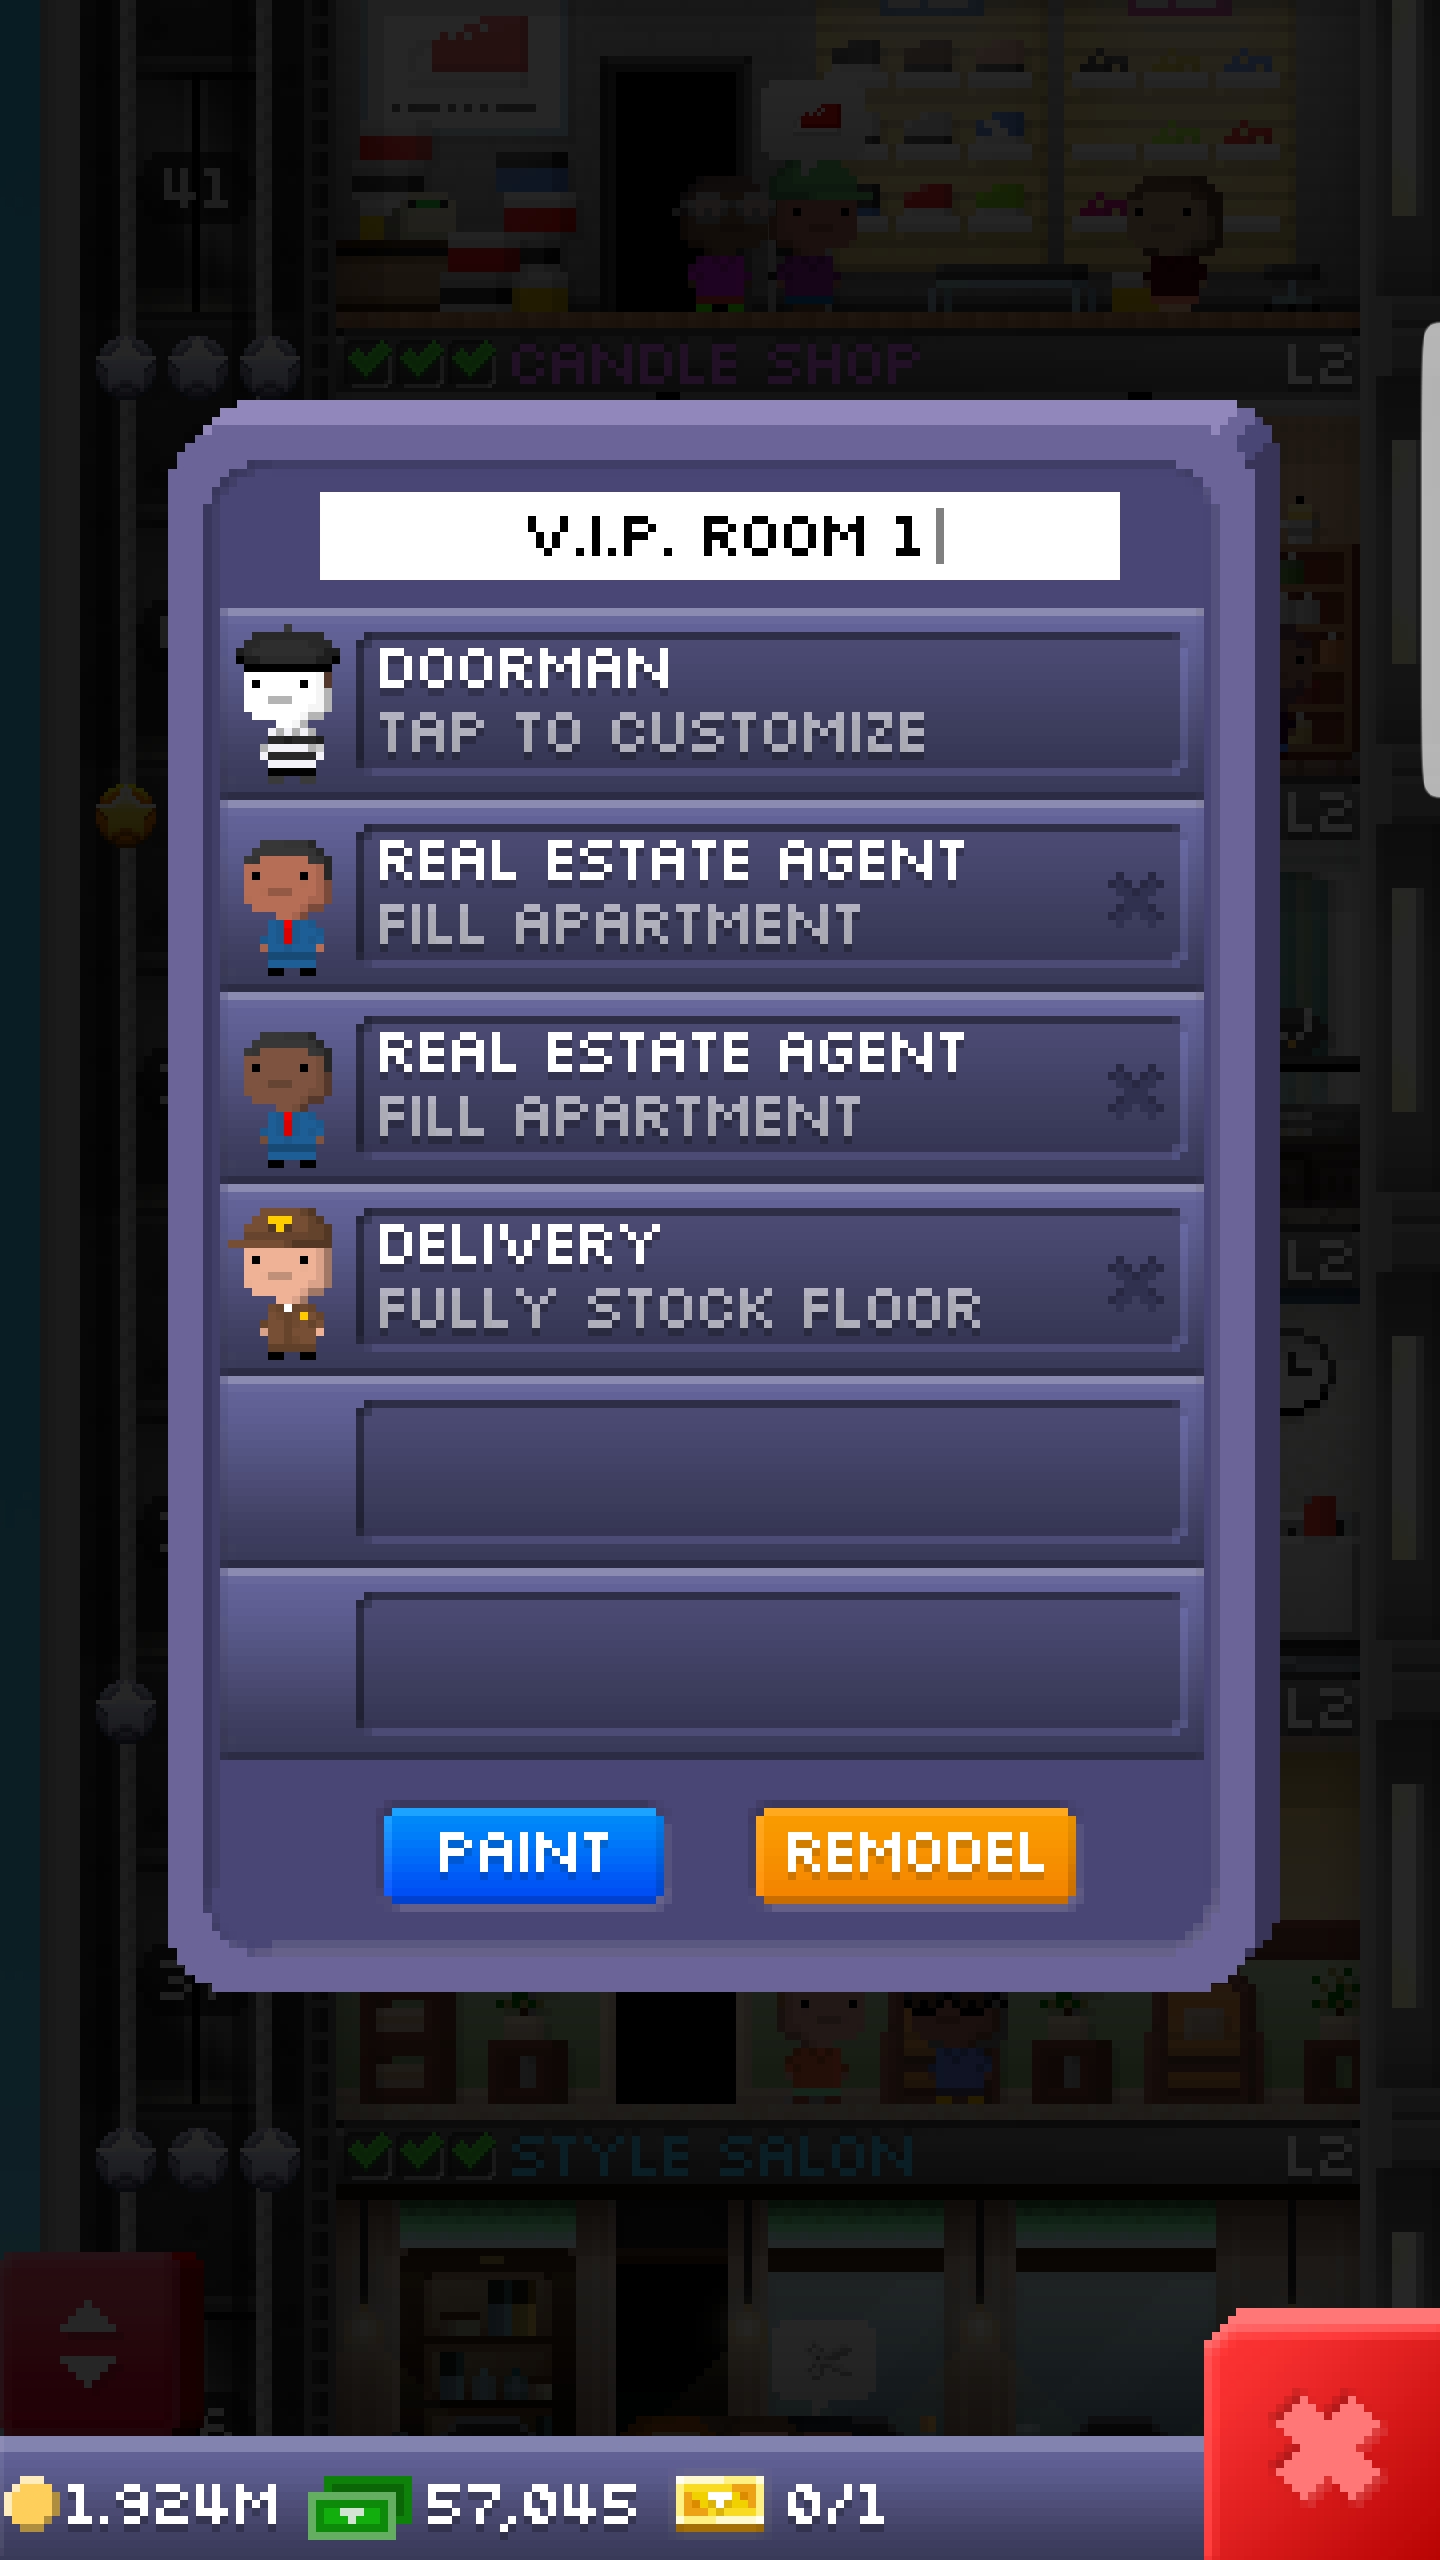 41
CANDLE SHOP
L2
V.I.P. ROOM 1
DOORMAN
TAP TO CUSTOMIZE
L2
REAL ESTATE AGENT
FILL APARTMENT
REAL ESTATE AGENT
FILL APARTMENT
DELIVERY
FULLY STOCK FLOOR
L2
L2
PAINT
REMODEL
STYLE SALON
L2
1.924M
57,045
0/1